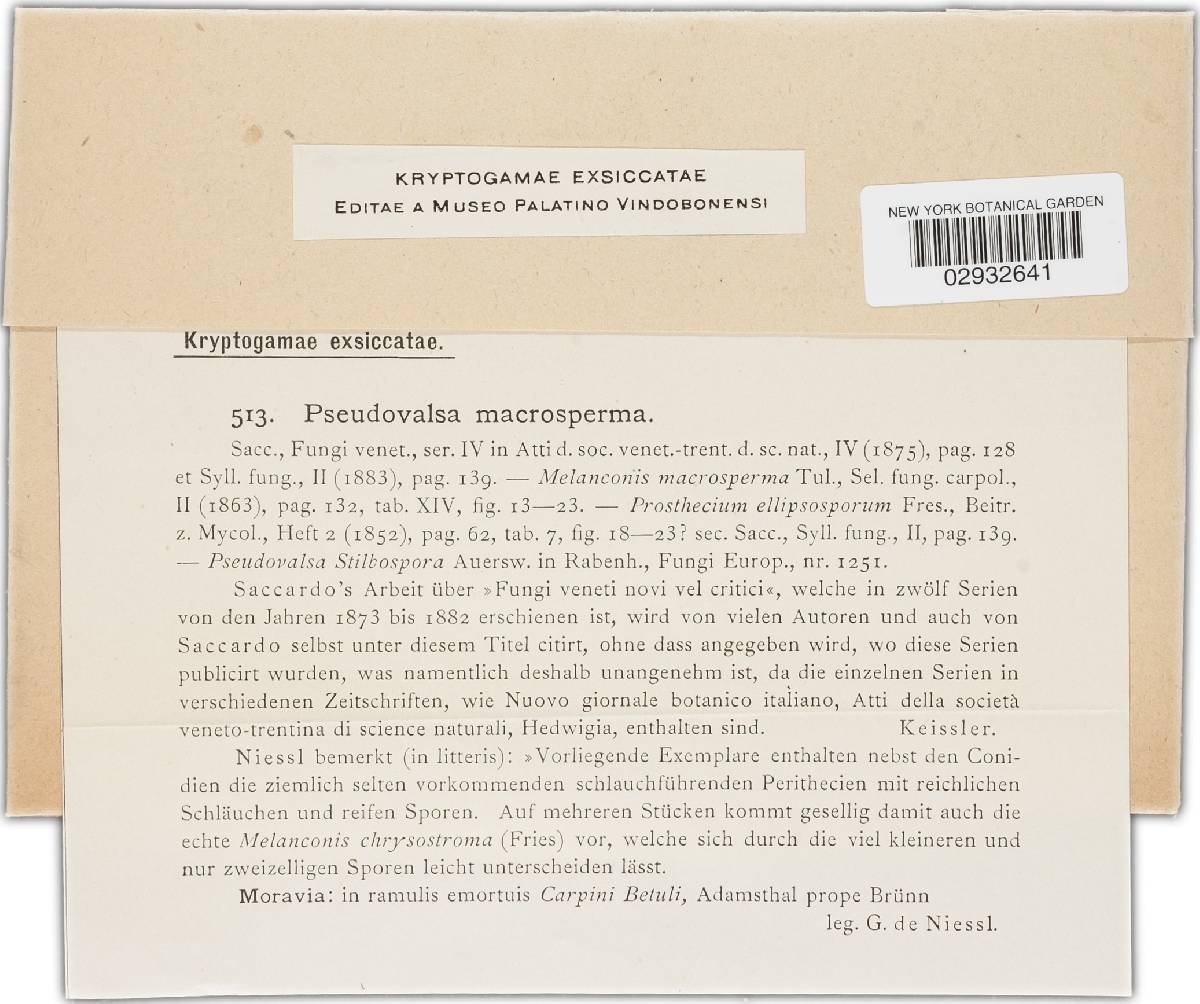 KRYPTOGAMAE EXSICCATAE
EDITAE A MUSEO PALATINO VINDOBONENSI
NEW YORK BOTANICAL GARDEN
02932641
Kryptogamae exsiccatae.
513. Pseudovalsa macrosperma.
Sacc., Fungi venet., ser. IV in Atti d. soc. venet.-trent. d. sc. nat., IV (1875), pag. 128
et Syll. fung., II (1883), pag. 139. — Melanconis macrosperma Tul., Sel. fung. carpol.,
II (1863), pag. 132, tab. XIV, fig. 13—23. — Prosthecium ellipsosporum Fres., Beitr.
z. Mycol., Heft 2 (1852), pag. 62, tab. 7, fig. 18—23? sec. Sacc., Syll. fung., II, pag. 139.
— Pseudovalsa Stilbospora Auersw. in Rabenh., Fungi Europ., nr. 1251.
Saccardo's Arbeit über »Fungi veneti novi vel critici«, welche in zwölf Serien
von den Jahren 1873 bis 1882 erschienen ist, wird von vielen Autoren und auch von
Saccardo selbst unter diesem Titel citirt, ohne dass angegeben wird, wo diese Serien
publicirt wurden, was namentlich deshalb unangenehm ist, da die einzelnen Serien in
verschiedenen Zeitschriften, wie Nuovo giornale botanico italiano, Atti della società
veneto-trentina di science naturali, Hedwigia, enthalten sind. Keissler.
Niessl bemerkt (in litteris): »Vorliegende Exemplare enthalten nebst den Coni-
dien die ziemlich selten vorkommenden schlauchführenden Perithecien mit reichlichen
Schläuchen und reifen Sporen. Auf mehreren Stücken kommt gesellig damit auch die
echte Melanconis chrysostroma (Fries) vor, welche sich durch die viel kleineren und
nur zweizelligen Sporen leicht unterscheiden lässt.
Moravia: in ramulis emortuis Carpini Betuli, Adamsthal prope Brünn
leg. G. de Niessl.